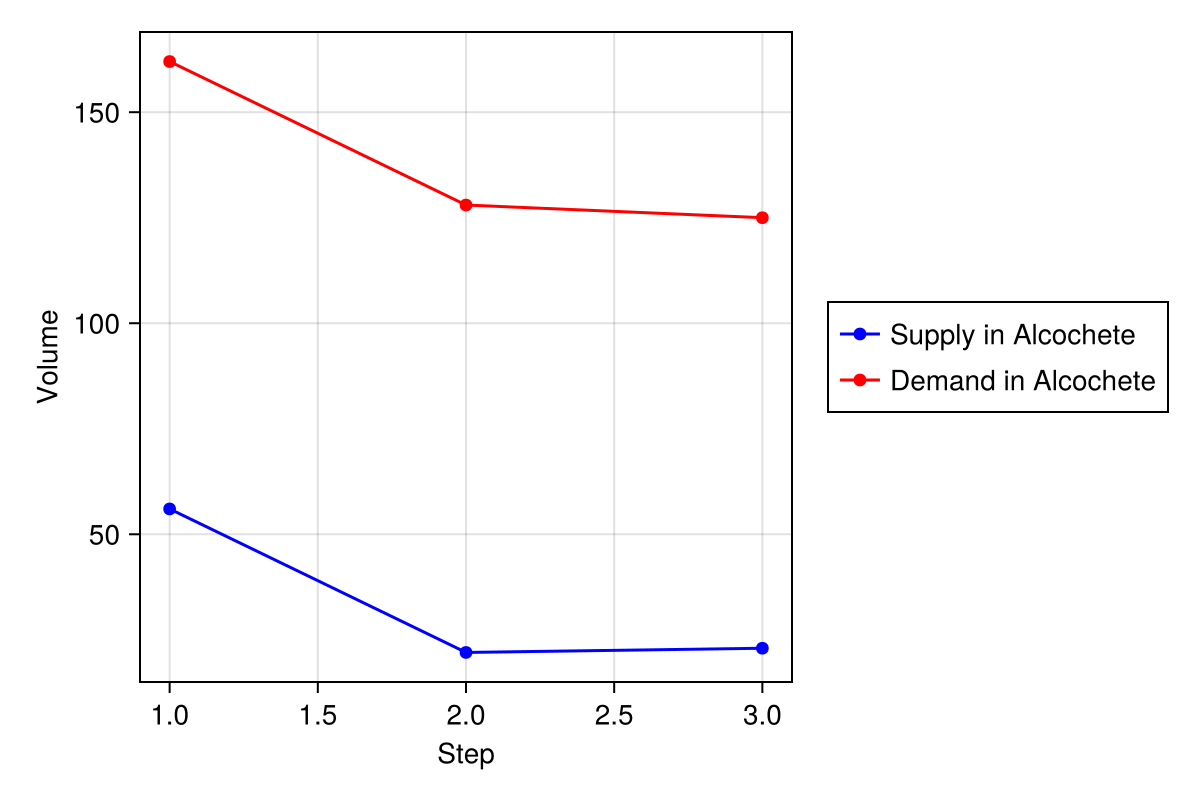 150
100
50
Volume
1.0 1.5 2.0 2.5 3.0
Step
Supply in Alcochete
Demand in Alcochete